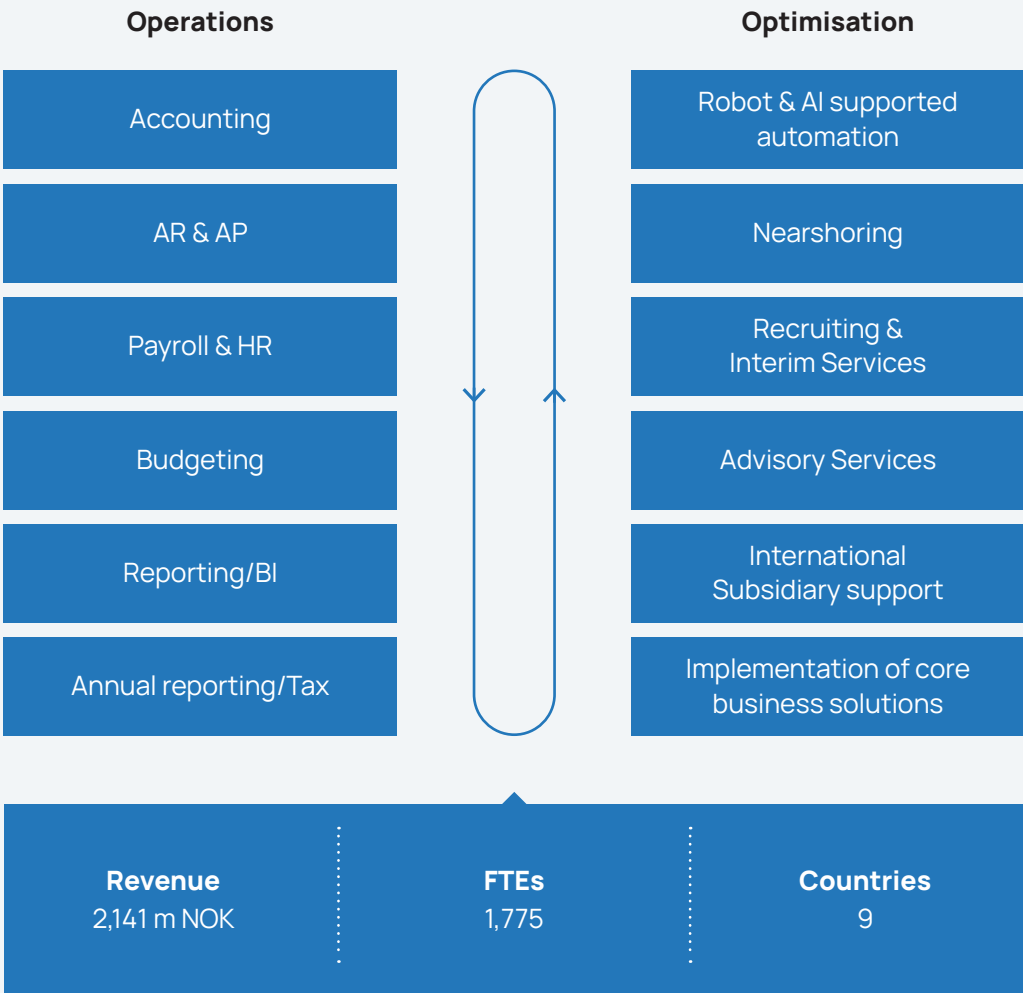 Operations
Accounting
AR & AP
Payroll & HR
Budgeting
Reporting/BI
Annual reporting/Tax
Optimisation
Robot & AI supported
automation
Nearshoring
Recruiting &
Interim Services
Advisory Services
International
Subsidiary support
Implementation of core
business solutions
Revenue
2,141 m NOK
FTEs
1,775
Countries
9